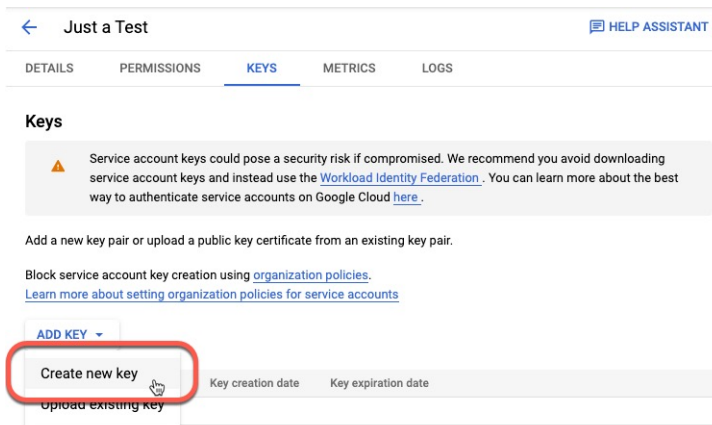 Just a Test
HELP ASSISTANT
DETAILS PERMISSIONS KEYS METRICS LOGS
Keys
Service account keys could pose a security risk if compromised. We recommend you avoid downloading
service account keys and instead use the Workload Identity Federation . You can learn more about the best
way to authenticate service accounts on Google Cloud here .
Add a new key pair or upload a public key certificate from an existing key pair.
Block service account key creation using organization policies.
Learn more about setting organization policies for service accounts
ADD KEY
Create new key
Key creation date Key expiration date
Upload existing key